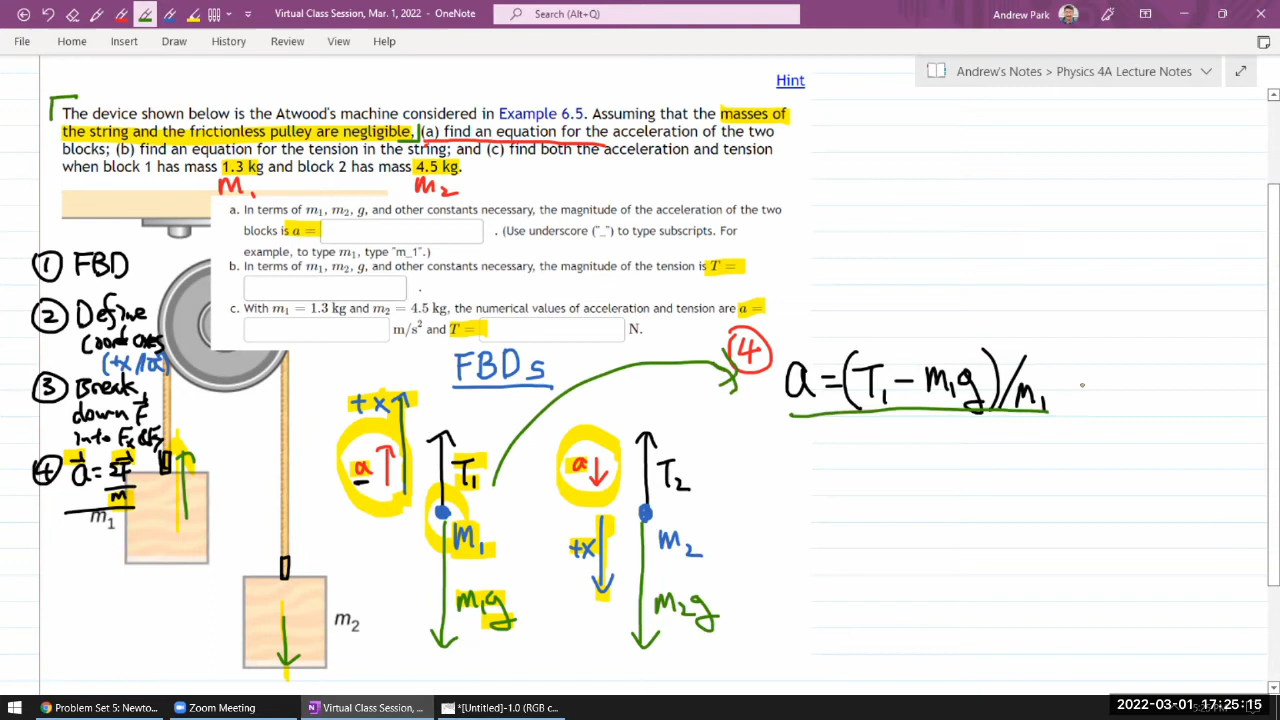 Virtual Class Session, Mar. 1, 2022 - OneNote
Search (Alt+Q)
Andrew Park
File Home Insert Draw History Review View Help
Andrew's Notes > Physics 4A Lecture Notes
Hint
The device shown below is the Atwood's machine considered in Example 6.5. Assuming that the masses of
the string and the frictionless pulley are negligible, (a) find an equation for the acceleration of the two
blocks; (b) find an equation for the tension in the string; and (c) find both the acceleration and tension
when block 1 has mass 1.3 kg and block 2 has mass 4.5 kg.
m₁ m₂
a. In terms of m₁, m₂, g, and other constants necessary, the magnitude of the acceleration of the two
blocks is a = . (Use underscore ("_") to type subscripts. For
example, to type m₁, type "m_1".)
b. In terms of m₁, m₂, g, and other constants necessary, the magnitude of the tension is T =
.
c. With m₁ = 1.3 kg and m₂ = 4.5 kg, the numerical values of acceleration and tension are a =
m/s² and T = N.
① FBD
② Define
coord axes
(+x //a)
③ Break
down F
into Fx & Fy
④ a = ΣF
m
m₁
m₂
FBDs
+x
a
T₁
m₁
m₁g
a
+x
T₂
m₂
m₂g
④
a = (T₁ − m₁g)/m₁
Problem Set 5: Newto...
Zoom Meeting
Virtual Class Session, ...
*[Untitled]-1.0 (RGB c...
2022-03-01 17:25:15